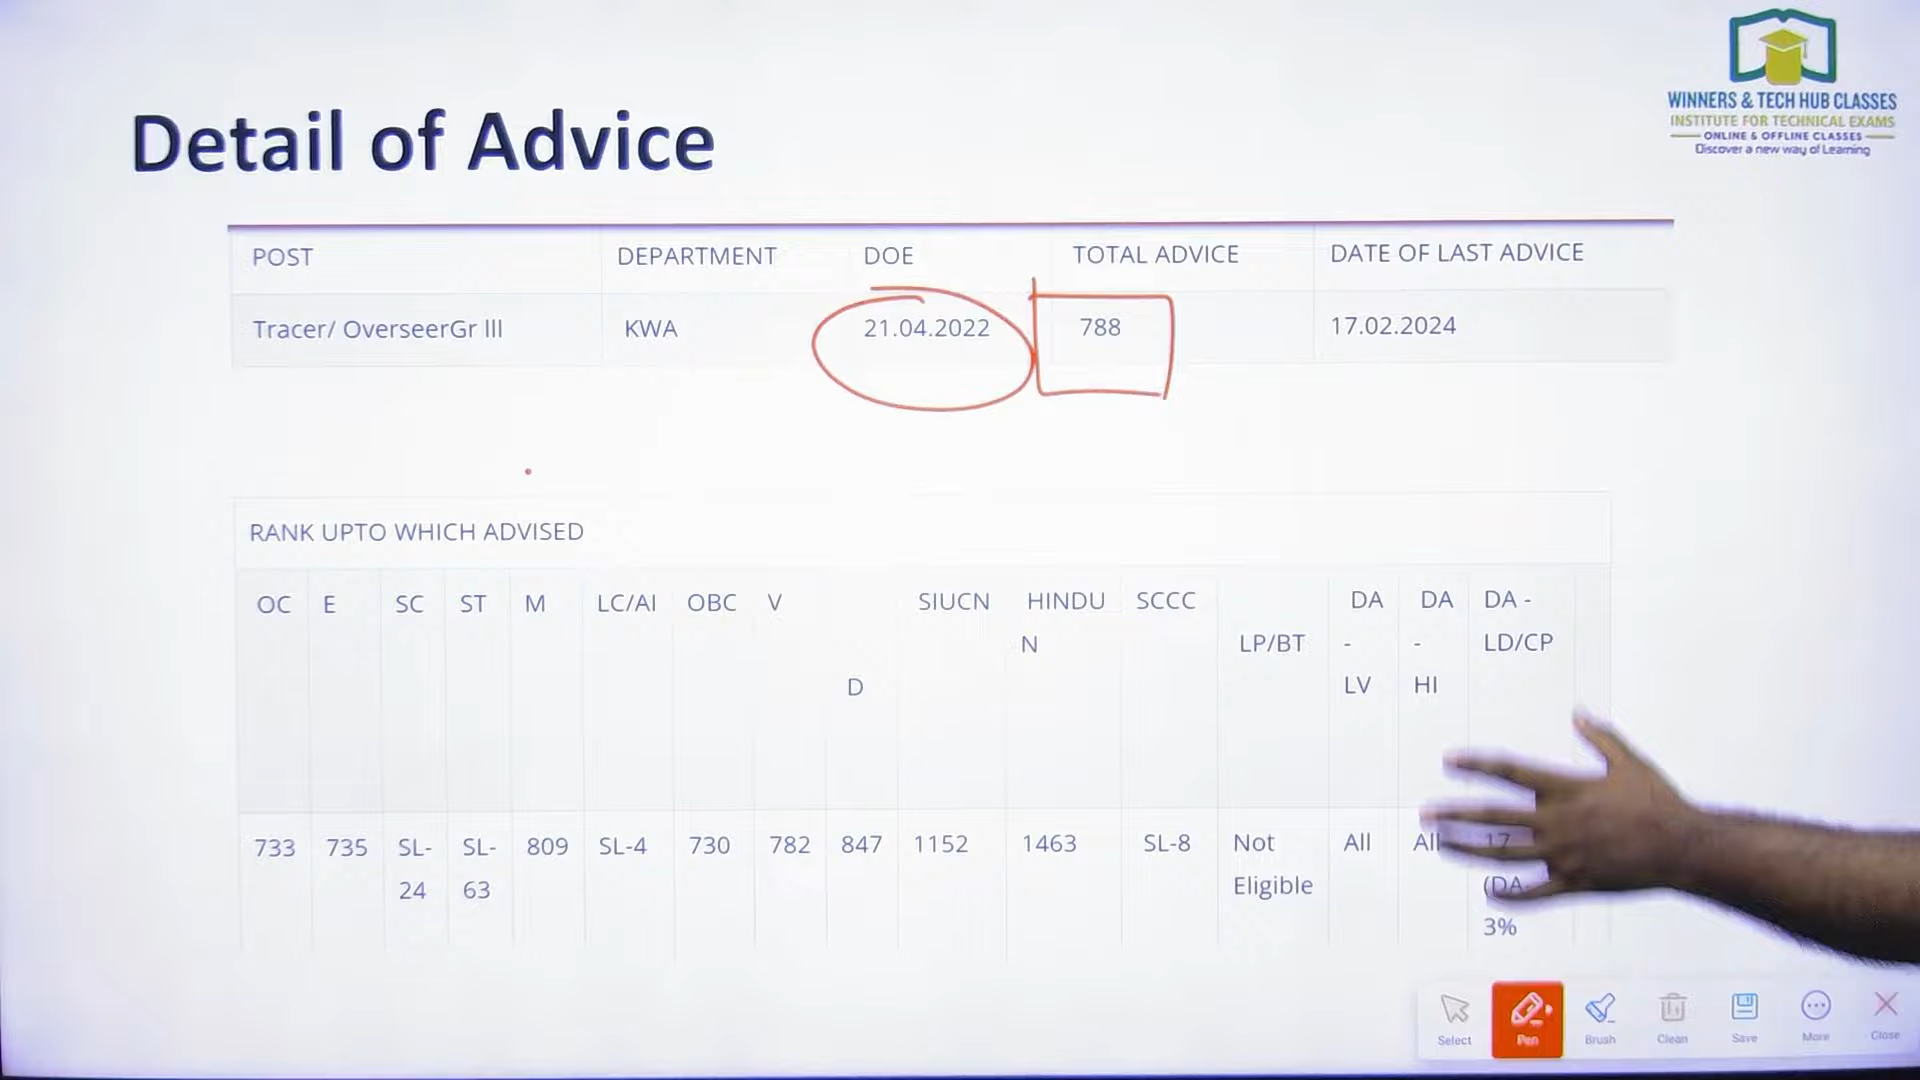 WINNERS & TECH HUB CLASSES
INSTITUTE FOR TECHNICAL EXAMS
ONLINE & OFFLINE CLASSES
Discover a new way of Learning
Detail of Advice
POST DEPARTMENT DOE TOTAL ADVICE DATE OF LAST ADVICE
Tracer/ OverseerGr III KWA 21.04.2022 788 17.02.2024
RANK UPTO WHICH ADVISED
OC E SC ST M LC/AI OBC V D SIUCN HINDU N SCCC LP/BT DA - LV DA - HI DA - LD/CP
733 735 SL-24 SL-63 809 SL-4 730 782 847 1152 1463 SL-8 Not Eligible All All 17 (DA- 3%
Select Pen Brush Clean Save More Close